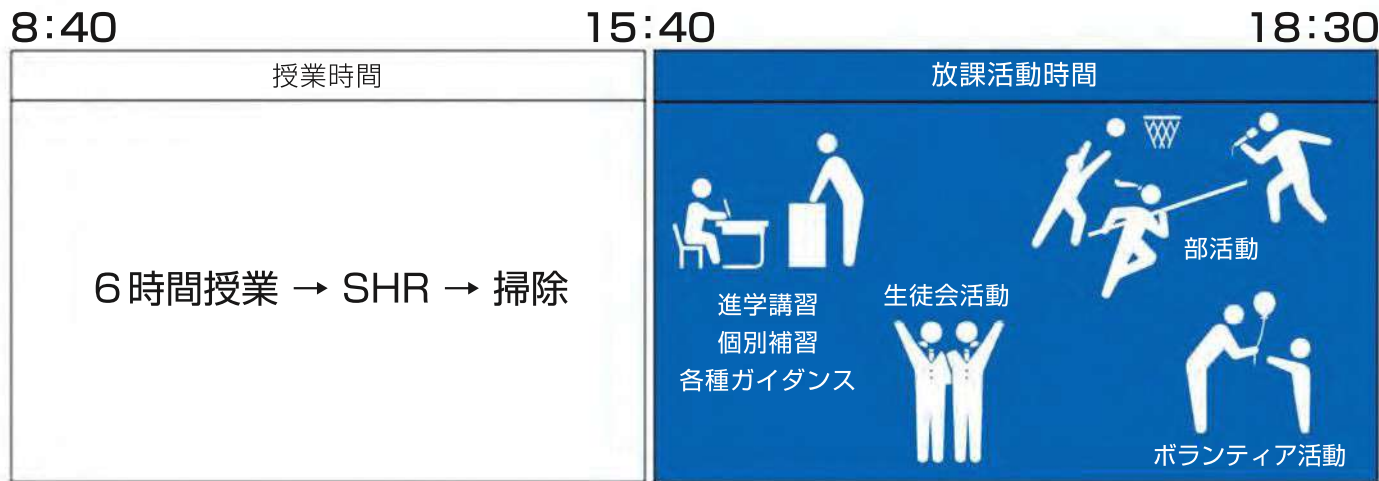 8:40
15:40
18:30
授業時間
放課活動時間
6時間授業 → SHR → 掃除
進学講習
個別補習
各種ガイダンス
生徒会活動
部活動
ボランティア活動